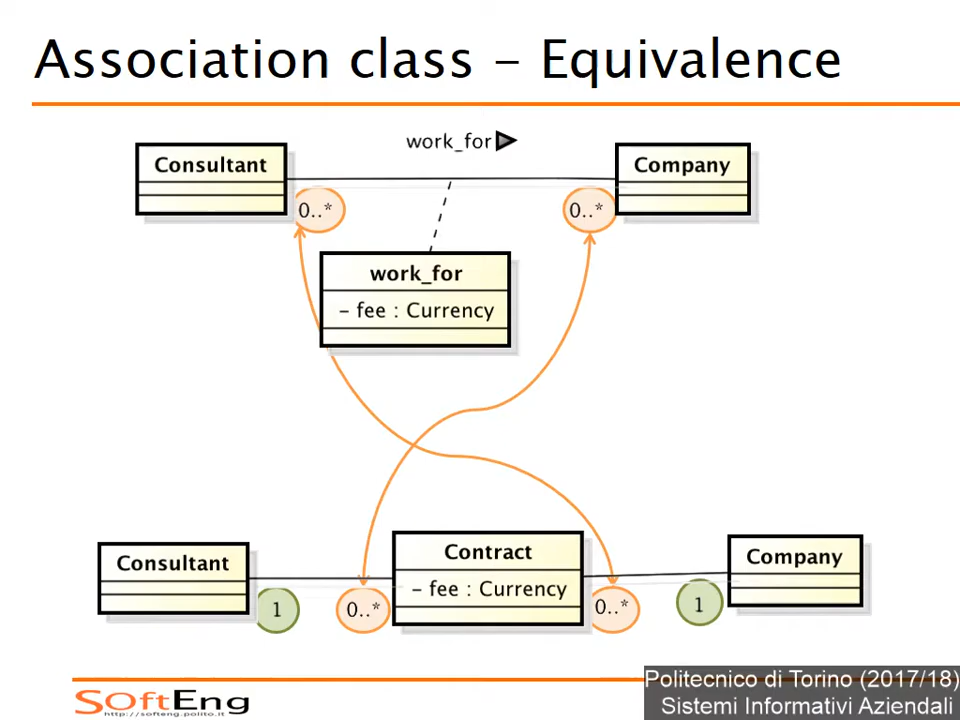 Association class – Equivalence
work_for
Consultant
Company
0..*
0..*
work_for
– fee : Currency
Contract
Consultant
Company
– fee : Currency
1
0..*
0..*
1
SOftEng
http://softeng.polito.it
Politecnico di Torino (2017/18)
Sistemi Informativi Aziendali